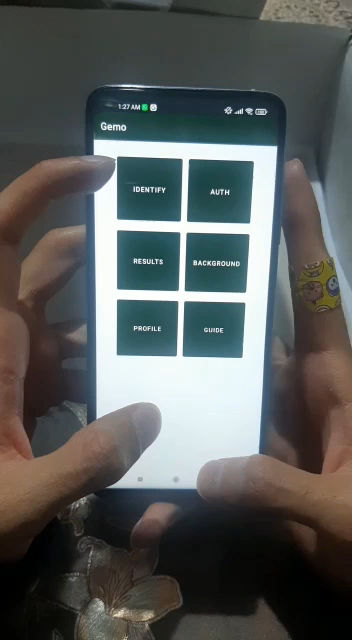 1:27 AM
Gemo
IDENTIFY
AUTH
RESULTS
BACKGROUND
PROFILE
GUIDE